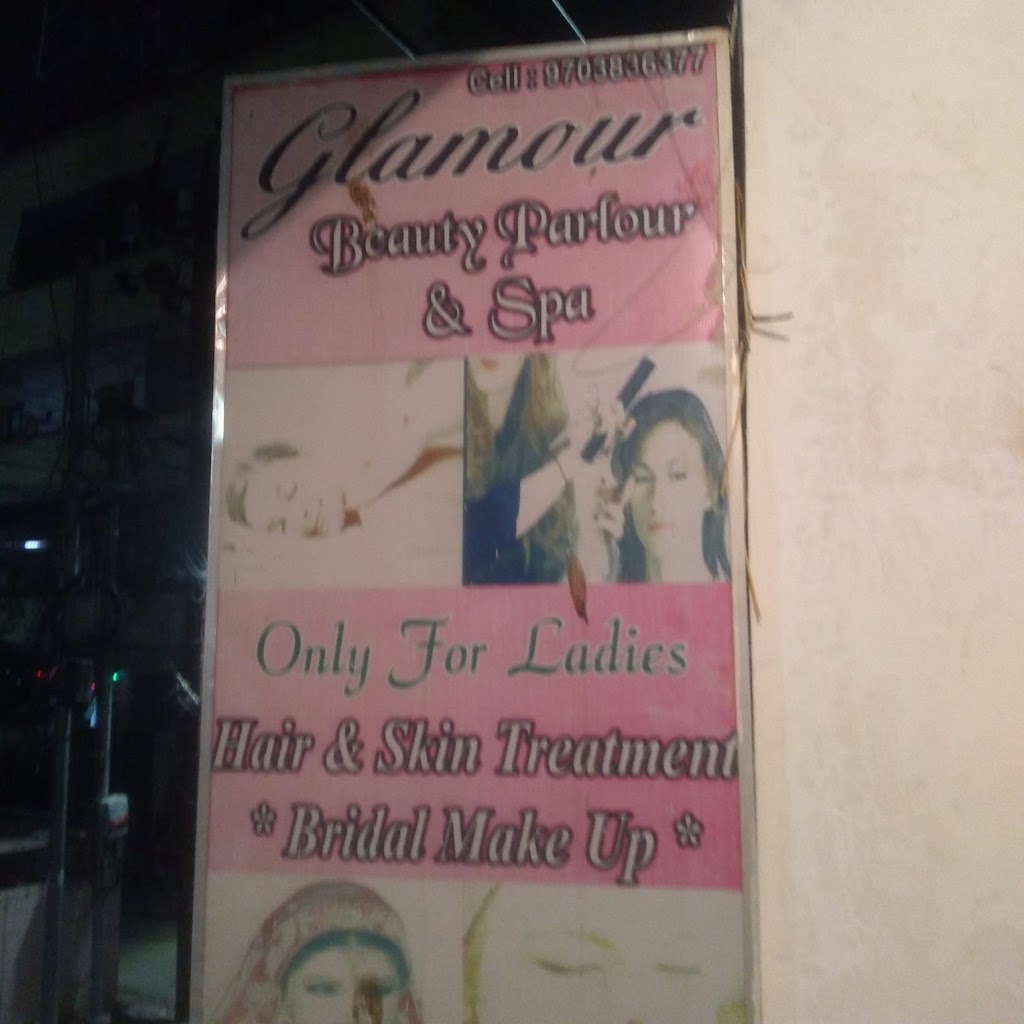 Cell : 9703836377
Glamour
Beauty Parlour
& Spa
Only For Ladies
Hair & Skin Treatment
* Bridal Make Up *